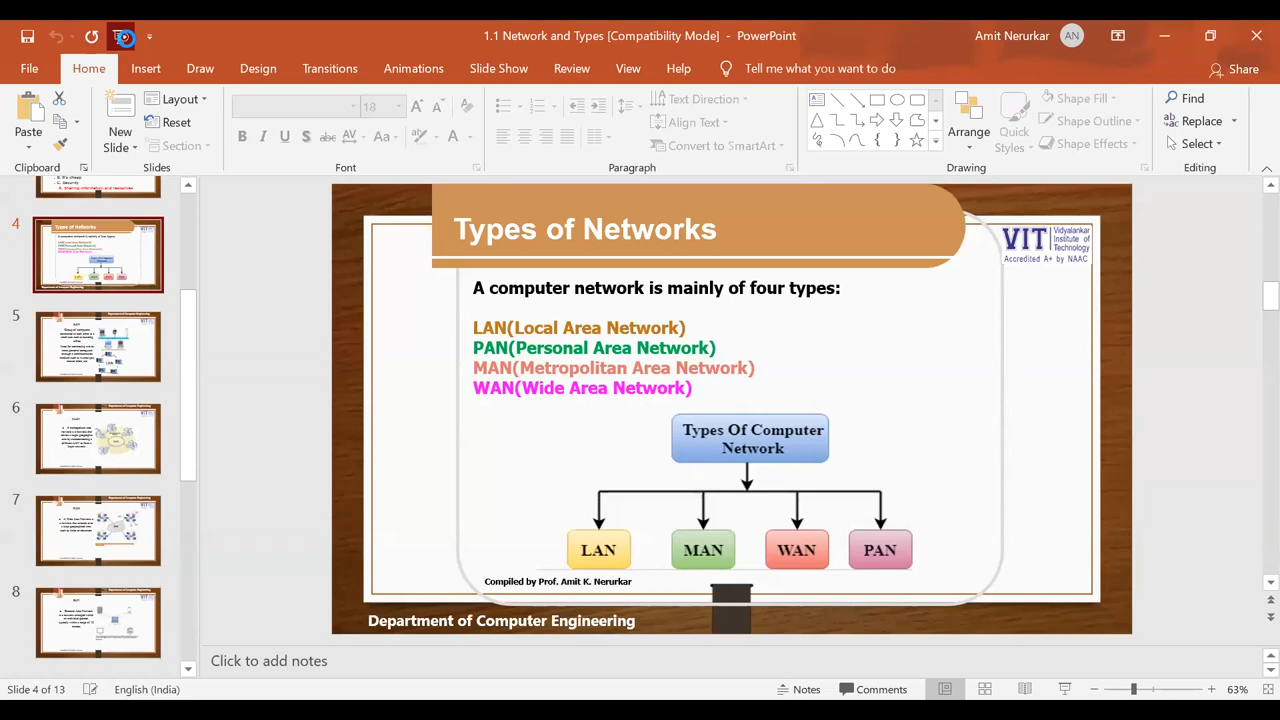 1.1 Network and Types [Compatibility Mode] - PowerPoint
Amit Nerurkar AN
File Home Insert Draw Design Transitions Animations Slide Show Review View Help Tell me what you want to do Share
Paste
Clipboard
New
Slide
Layout
Reset
Section
Slides
18
Font
Text Direction
Align Text
Convert to SmartArt
Paragraph
Arrange
Quick
Styles
Shape Fill
Shape Outline
Shape Effects
Drawing
Find
Replace
Select
Editing
4
5
6
7
8
Types of Networks
VIT Vidyalankar
Institute of
Technology
Accredited A+ by NAAC
A computer network is mainly of four types:
LAN(Local Area Network)
PAN(Personal Area Network)
MAN(Metropolitan Area Network)
WAN(Wide Area Network)
Types Of Computer
Network
LAN MAN WAN PAN
Compiled by Prof. Amit K. Nerurkar
Department of Computer Engineering
Click to add notes
Slide 4 of 13 English (India) Notes Comments 63%